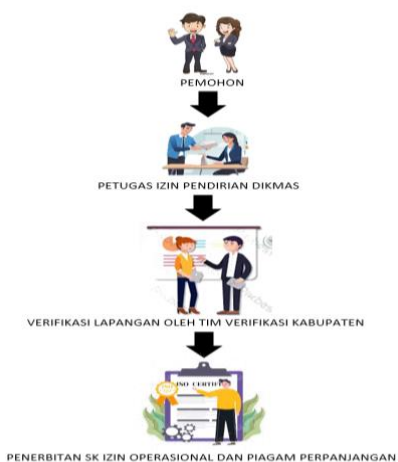 PEMOHON
PETUGAS IZIN PENDIRIAN DIKMAS
VERIFIKASI LAPANGAN OLEH TIM VERIFIKASI KABUPATEN
PENERBITAN SK IZIN OPERASIONAL DAN PIAGAM PERPANJANGAN